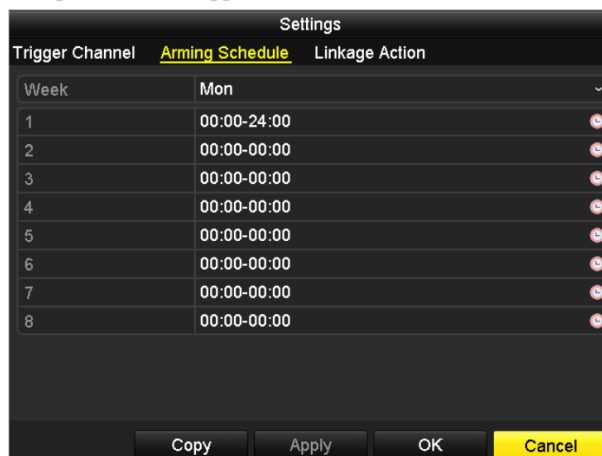 Settings
Trigger Channel Arming Schedule Linkage Action
Week Mon
1 00:00-24:00
2 00:00-00:00
3 00:00-00:00
4 00:00-00:00
5 00:00-00:00
6 00:00-00:00
7 00:00-00:00
8 00:00-00:00
Copy Apply OK Cancel